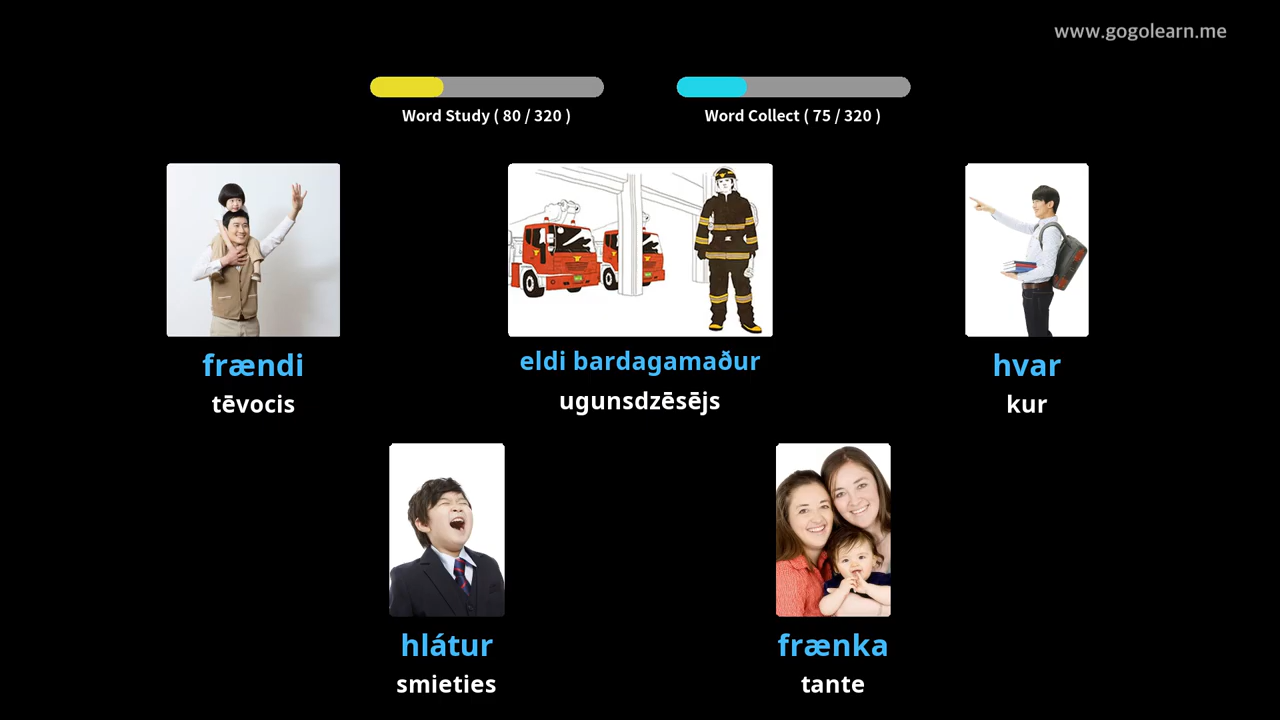 www.gogolearn.me
Word Study ( 80 / 320 )
Word Collect ( 75 / 320 )
frændi
tēvocis
eldi bardagamaður
ugunsdzēsējs
hvar
kur
hlátur
smieties
frænka
tante